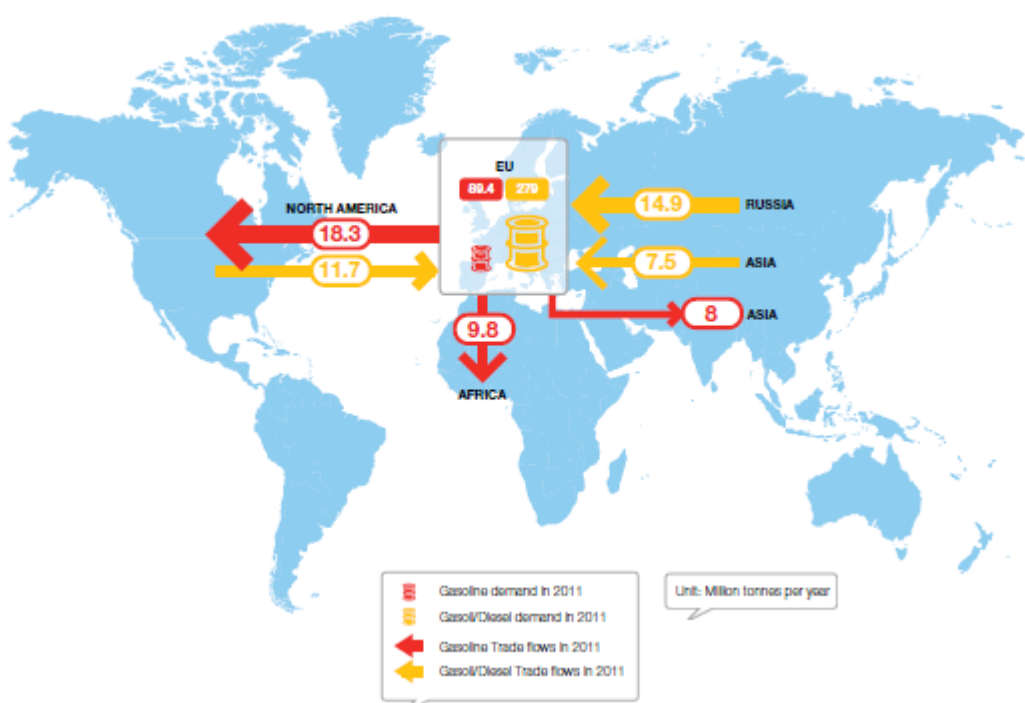 EU
89.4 279
NORTH AMERICA
18.3
11.7
14.9 RUSSIA
7.5 ASIA
8 ASIA
9.8
AFRICA
Gasoline demand in 2011
Gasoil/Diesel demand in 2011
Gasoline Trade flows in 2011
Gasoil/Diesel Trade flows in 2011
Unit: Million tonnes per year